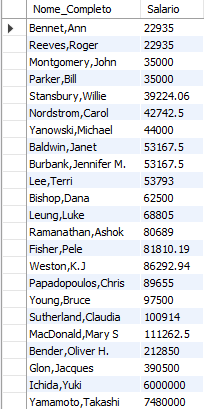 Nome_Completo Salario
Bennet,Ann 22935
Reeves,Roger 22935
Montgomery,John 35000
Parker,Bill 35000
Stansbury,Willie 39224.06
Nordstrom,Carol 42742.5
Yanowski,Michael 44000
Baldwin,Janet 53167.5
Burbank,Jennifer M. 53167.5
Lee,Terri 53793
Bishop,Dana 62500
Leung,Luke 68805
Ramanathan,Ashok 80689
Fisher,Pele 81810.19
Weston,K.J 86292.94
Papadopoulos,Chris 89655
Young,Bruce 97500
Sutherland,Claudia 100914
MacDonald,Mary S 111262.5
Bender,Oliver H. 212850
Glon,Jacques 390500
Ichida,Yuki 6000000
Yamamoto,Takashi 7480000